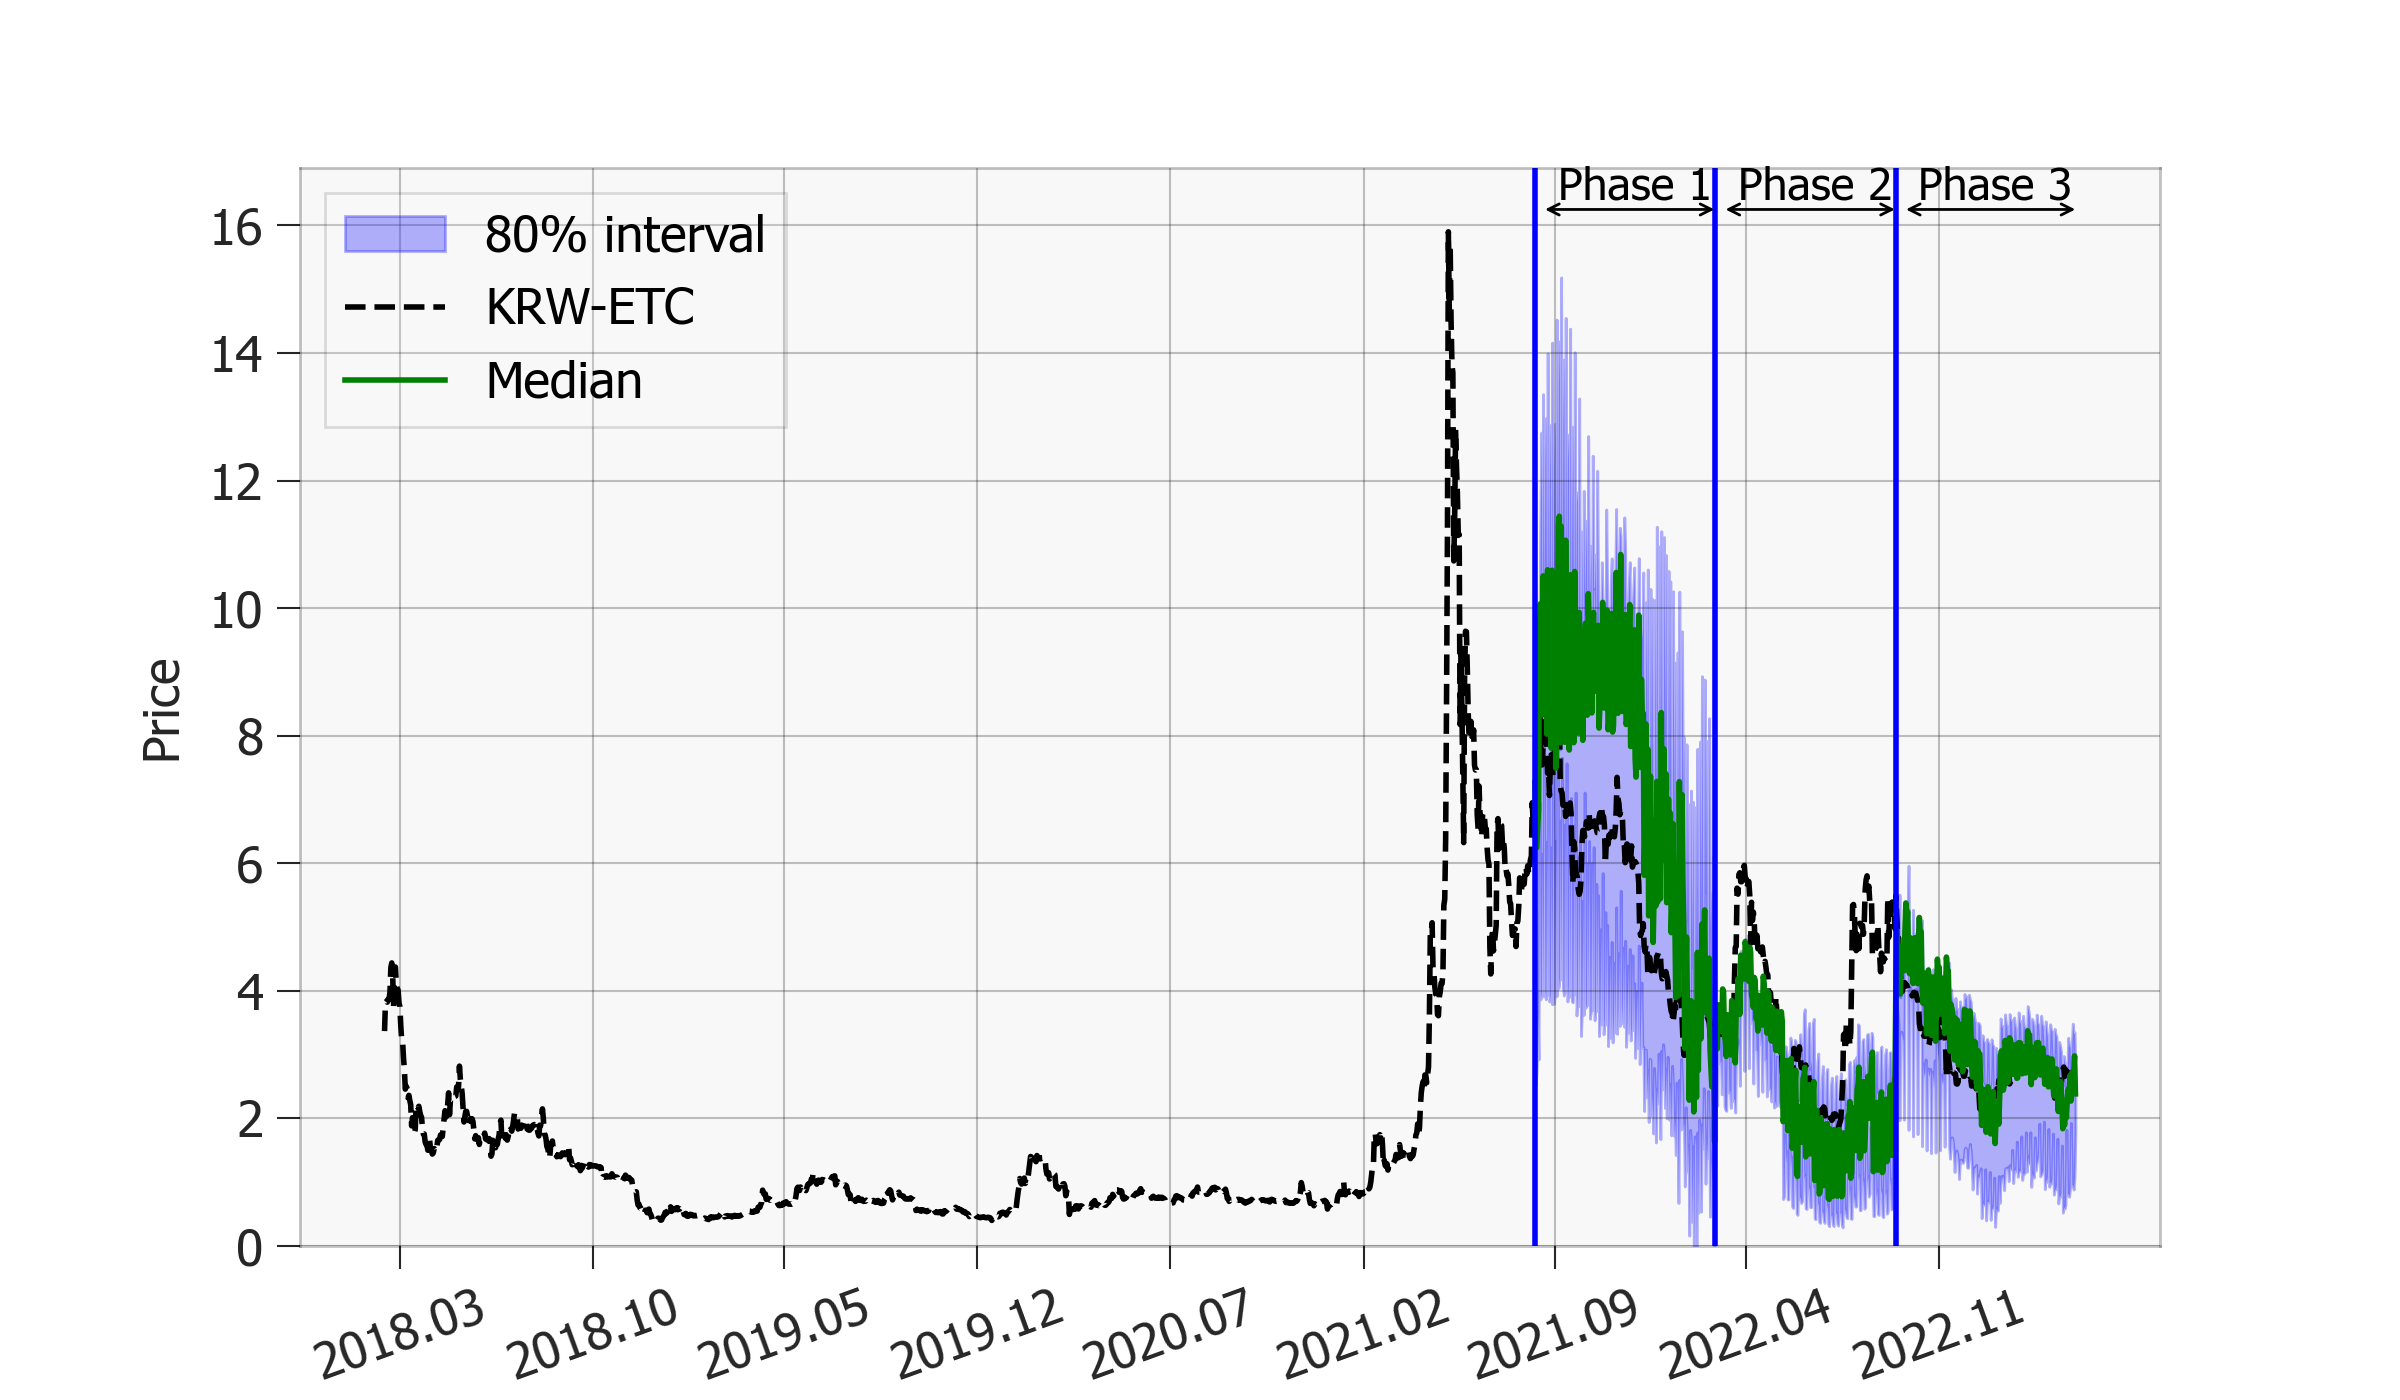 Phase 1
Phase 2
Phase 3
80% interval
KRW-ETC
Median
16
14
12
10
8
6
4
2
0
Price
2018.03
2018.10
2019.05
2019.12
2020.07
2021.02
2021.09
2022.04
2022.11